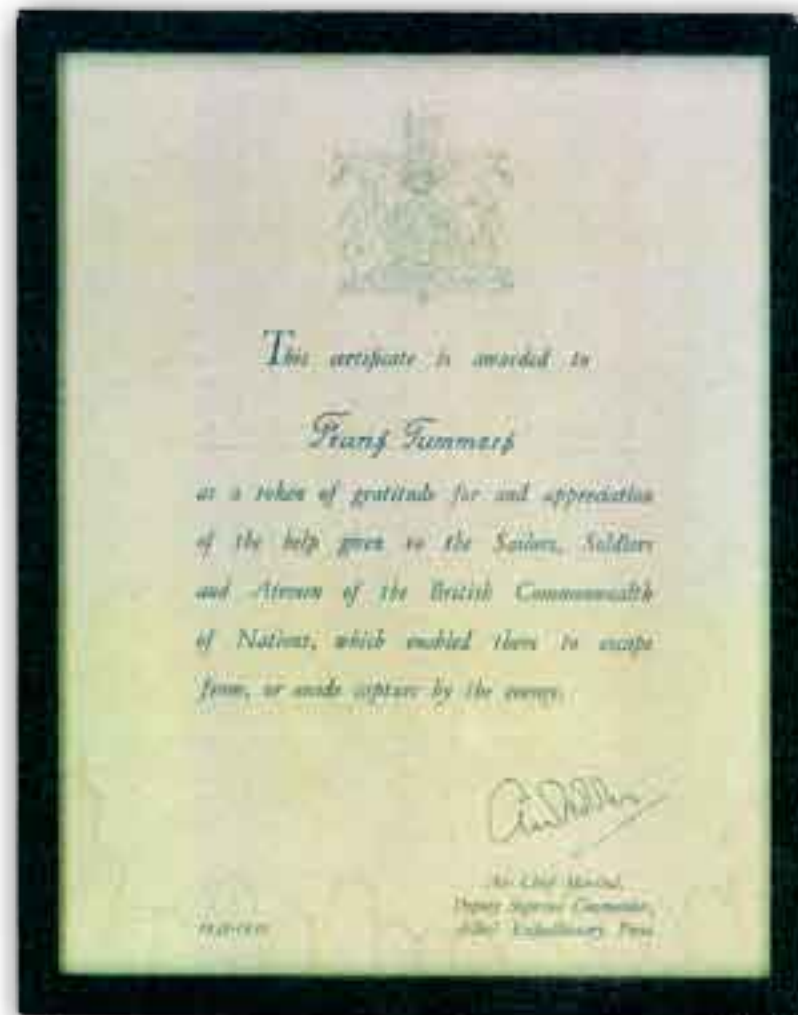 This certificate is awarded to
Frans Tummers
as a token of gratitude for and appreciation
of the help given to the Sailors, Soldiers
and Airmen of the British Commonwealth
of Nations, which enabled them to escape
from, or evade capture by the enemy.
Air Chief Marshal,
Deputy Supreme Commander,
Allied Expeditionary Force